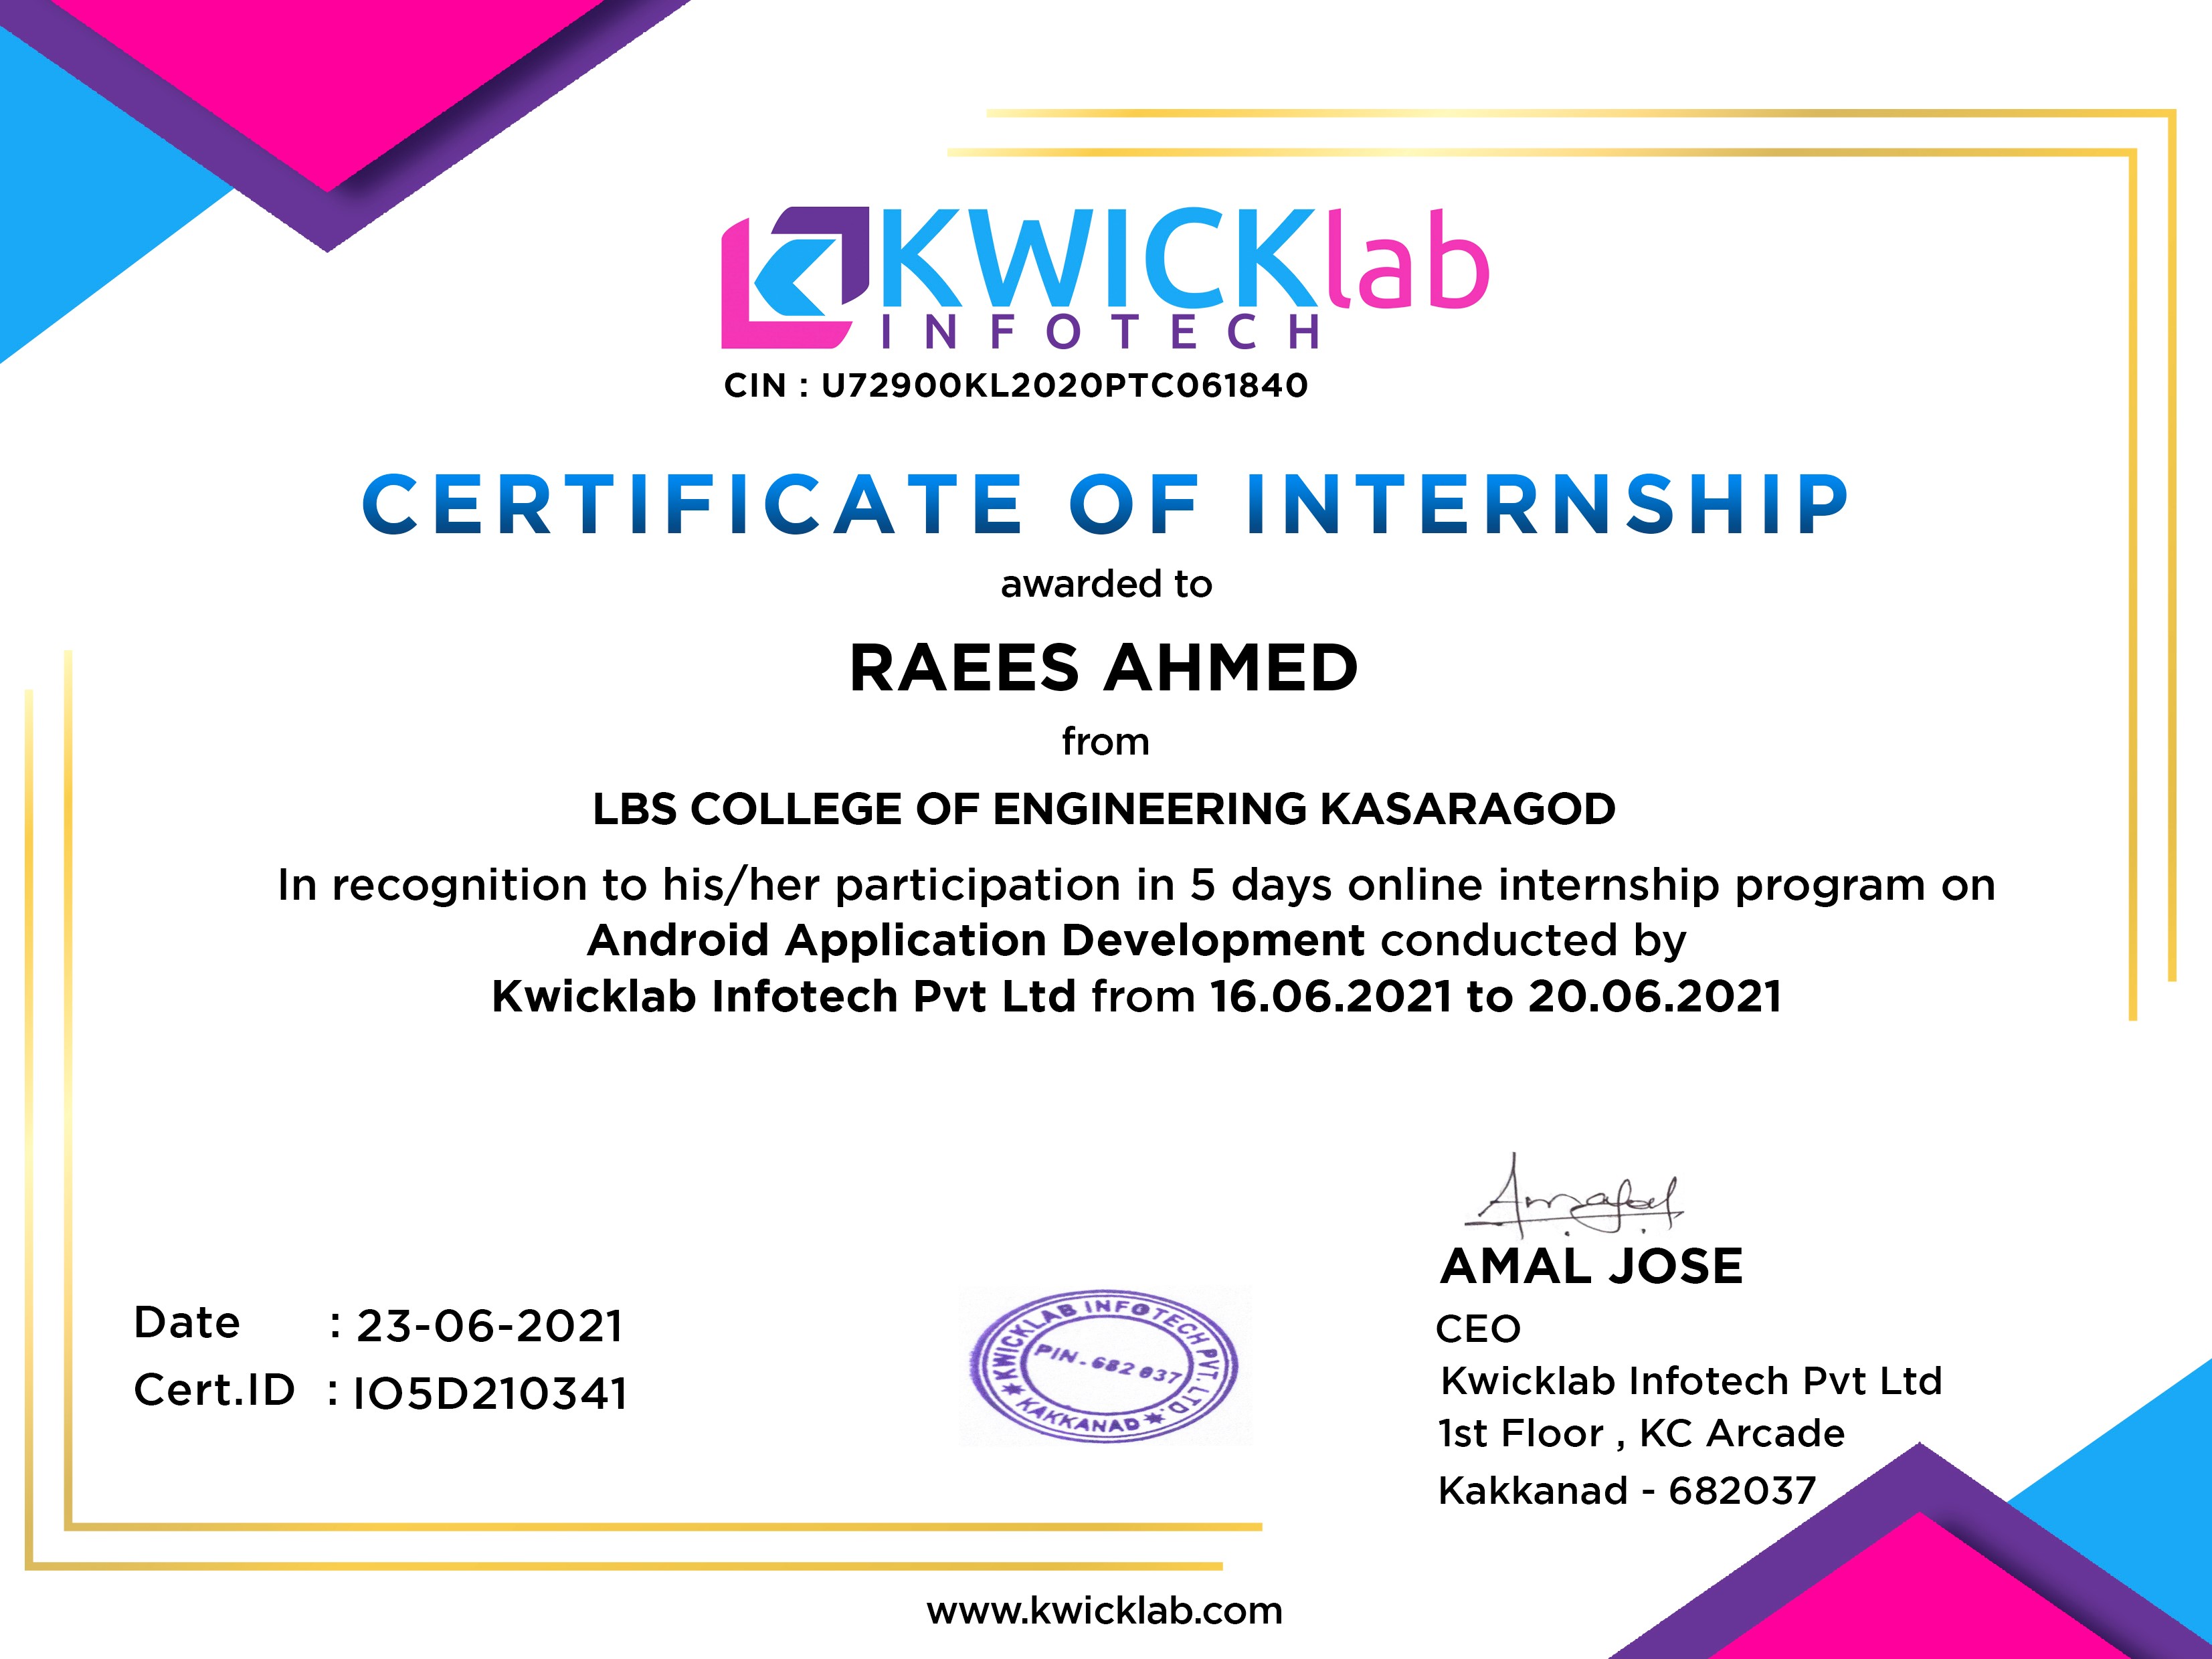 KWICKlab
INFOTECH
CIN : U72900KL2020PTC061840
CERTIFICATE OF INTERNSHIP
awarded to
RAEES AHMED
from
LBS COLLEGE OF ENGINEERING KASARAGOD
In recognition to his/her participation in 5 days online internship program on
Android Application Development conducted by
Kwicklab Infotech Pvt Ltd from 16.06.2021 to 20.06.2021
AMAL JOSE
CEO
Kwicklab Infotech Pvt Ltd
1st Floor , KC Arcade
Kakkanad - 682037
Date : 23-06-2021
Cert.ID : IO5D210341
KWICKLAB INFOTECH PVT. LTD.
PIN - 682 037
KAKKANAD
www.kwicklab.com